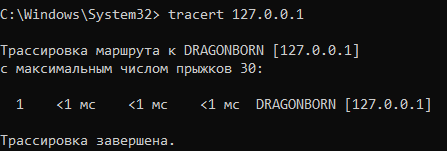 C:\Windows\System32> tracert 127.0.0.1
Трассировка маршрута к DRAGONBORN [127.0.0.1]
с максимальным числом прыжков 30:
1 <1 мс <1 мс <1 мс DRAGONBORN [127.0.0.1]
Трассировка завершена.